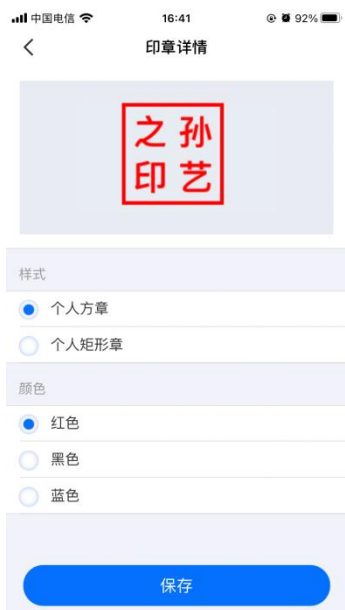 中国电信 16:41 92%
印章详情
之孙
印艺
样式
个人方章
个人矩形章
颜色
红色
黑色
蓝色
保存